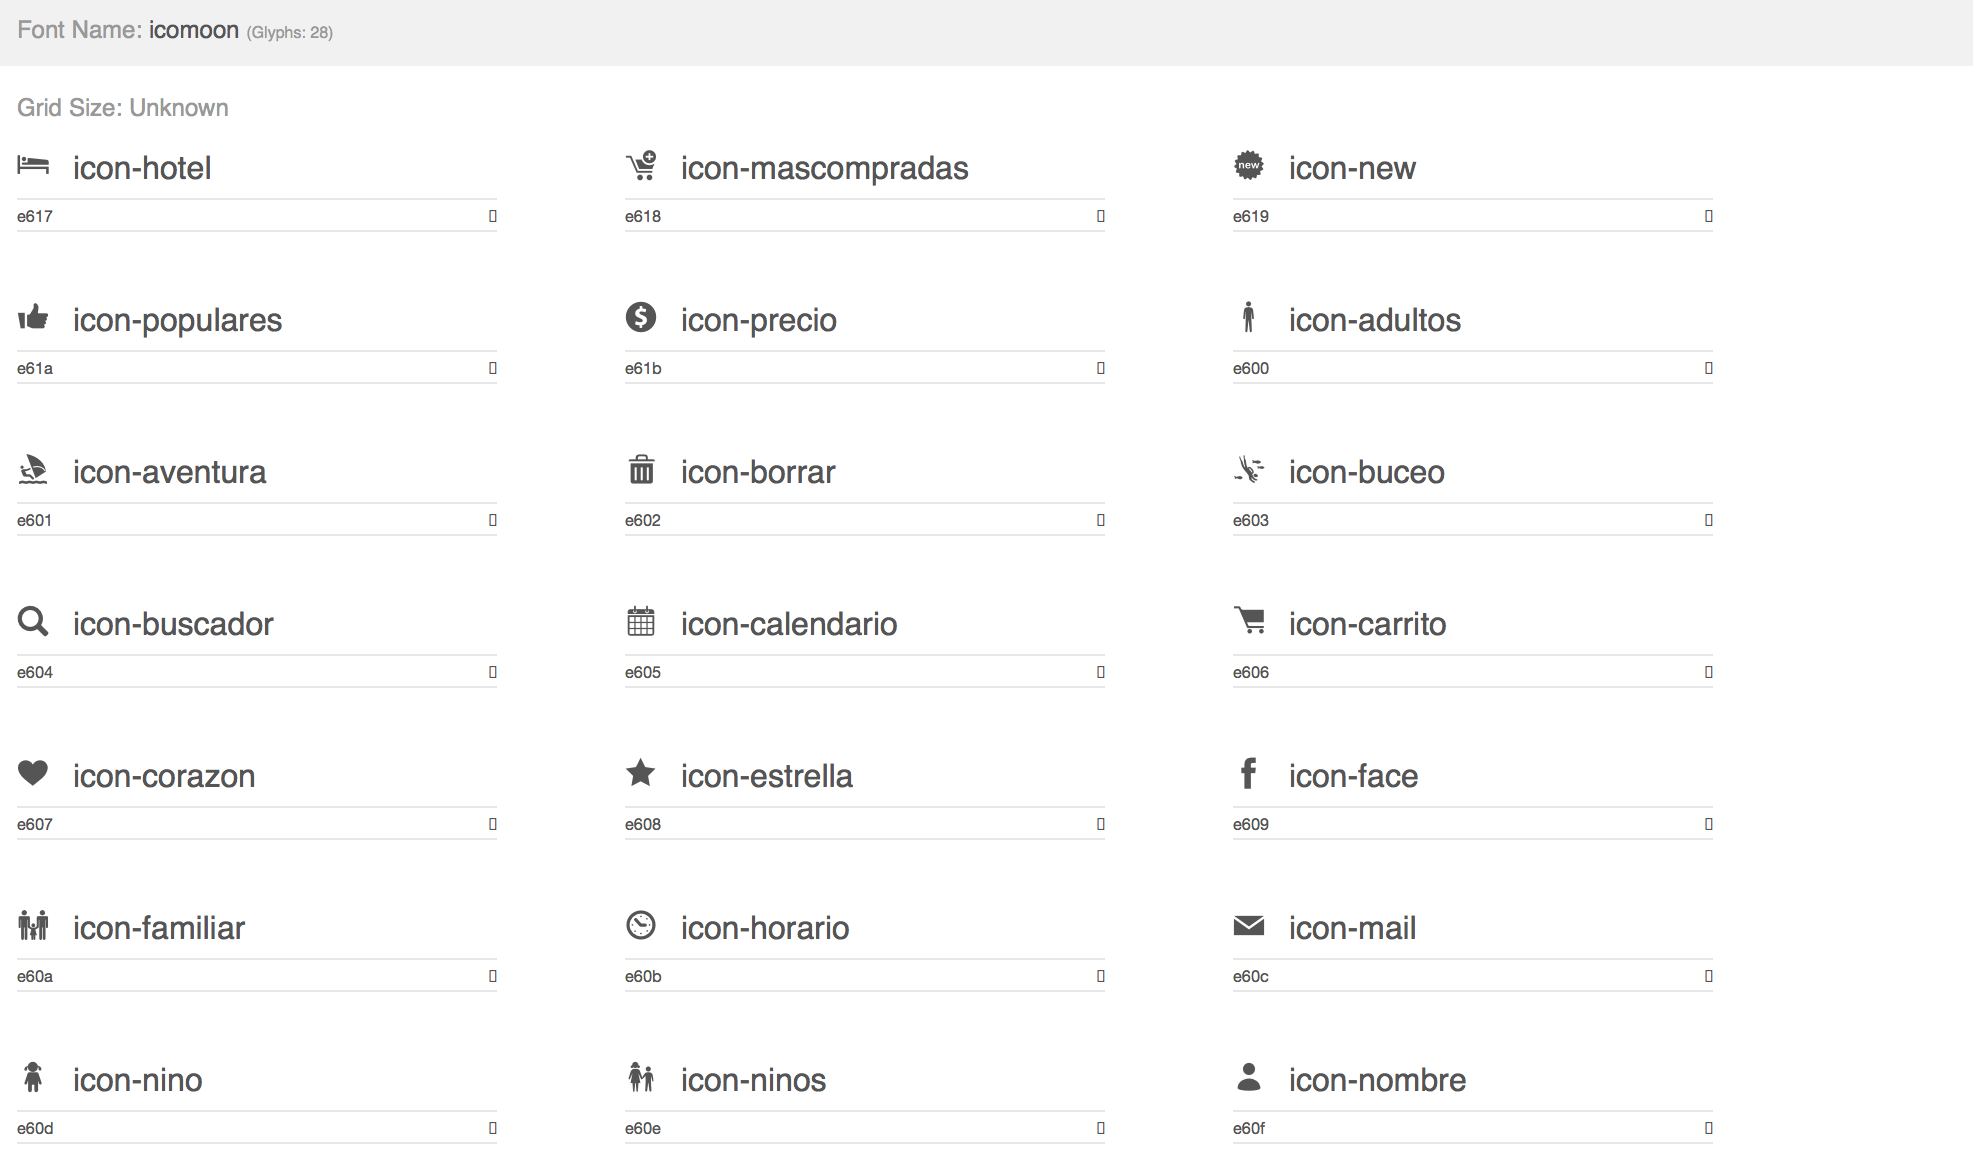 Font Name: icomoon (Glyphs: 28)
Grid Size: Unknown
icon-hotel
e617
icon-mascompradas
e618
new
icon-new
e619
icon-populares
e61a
$
icon-precio
e61b
icon-adultos
e600
icon-aventura
e601
icon-borrar
e602
icon-buceo
e603
icon-buscador
e604
icon-calendario
e605
icon-carrito
e606
icon-corazon
e607
icon-estrella
e608
f
icon-face
e609
icon-familiar
e60a
icon-horario
e60b
icon-mail
e60c
icon-nino
e60d
icon-ninos
e60e
icon-nombre
e60f